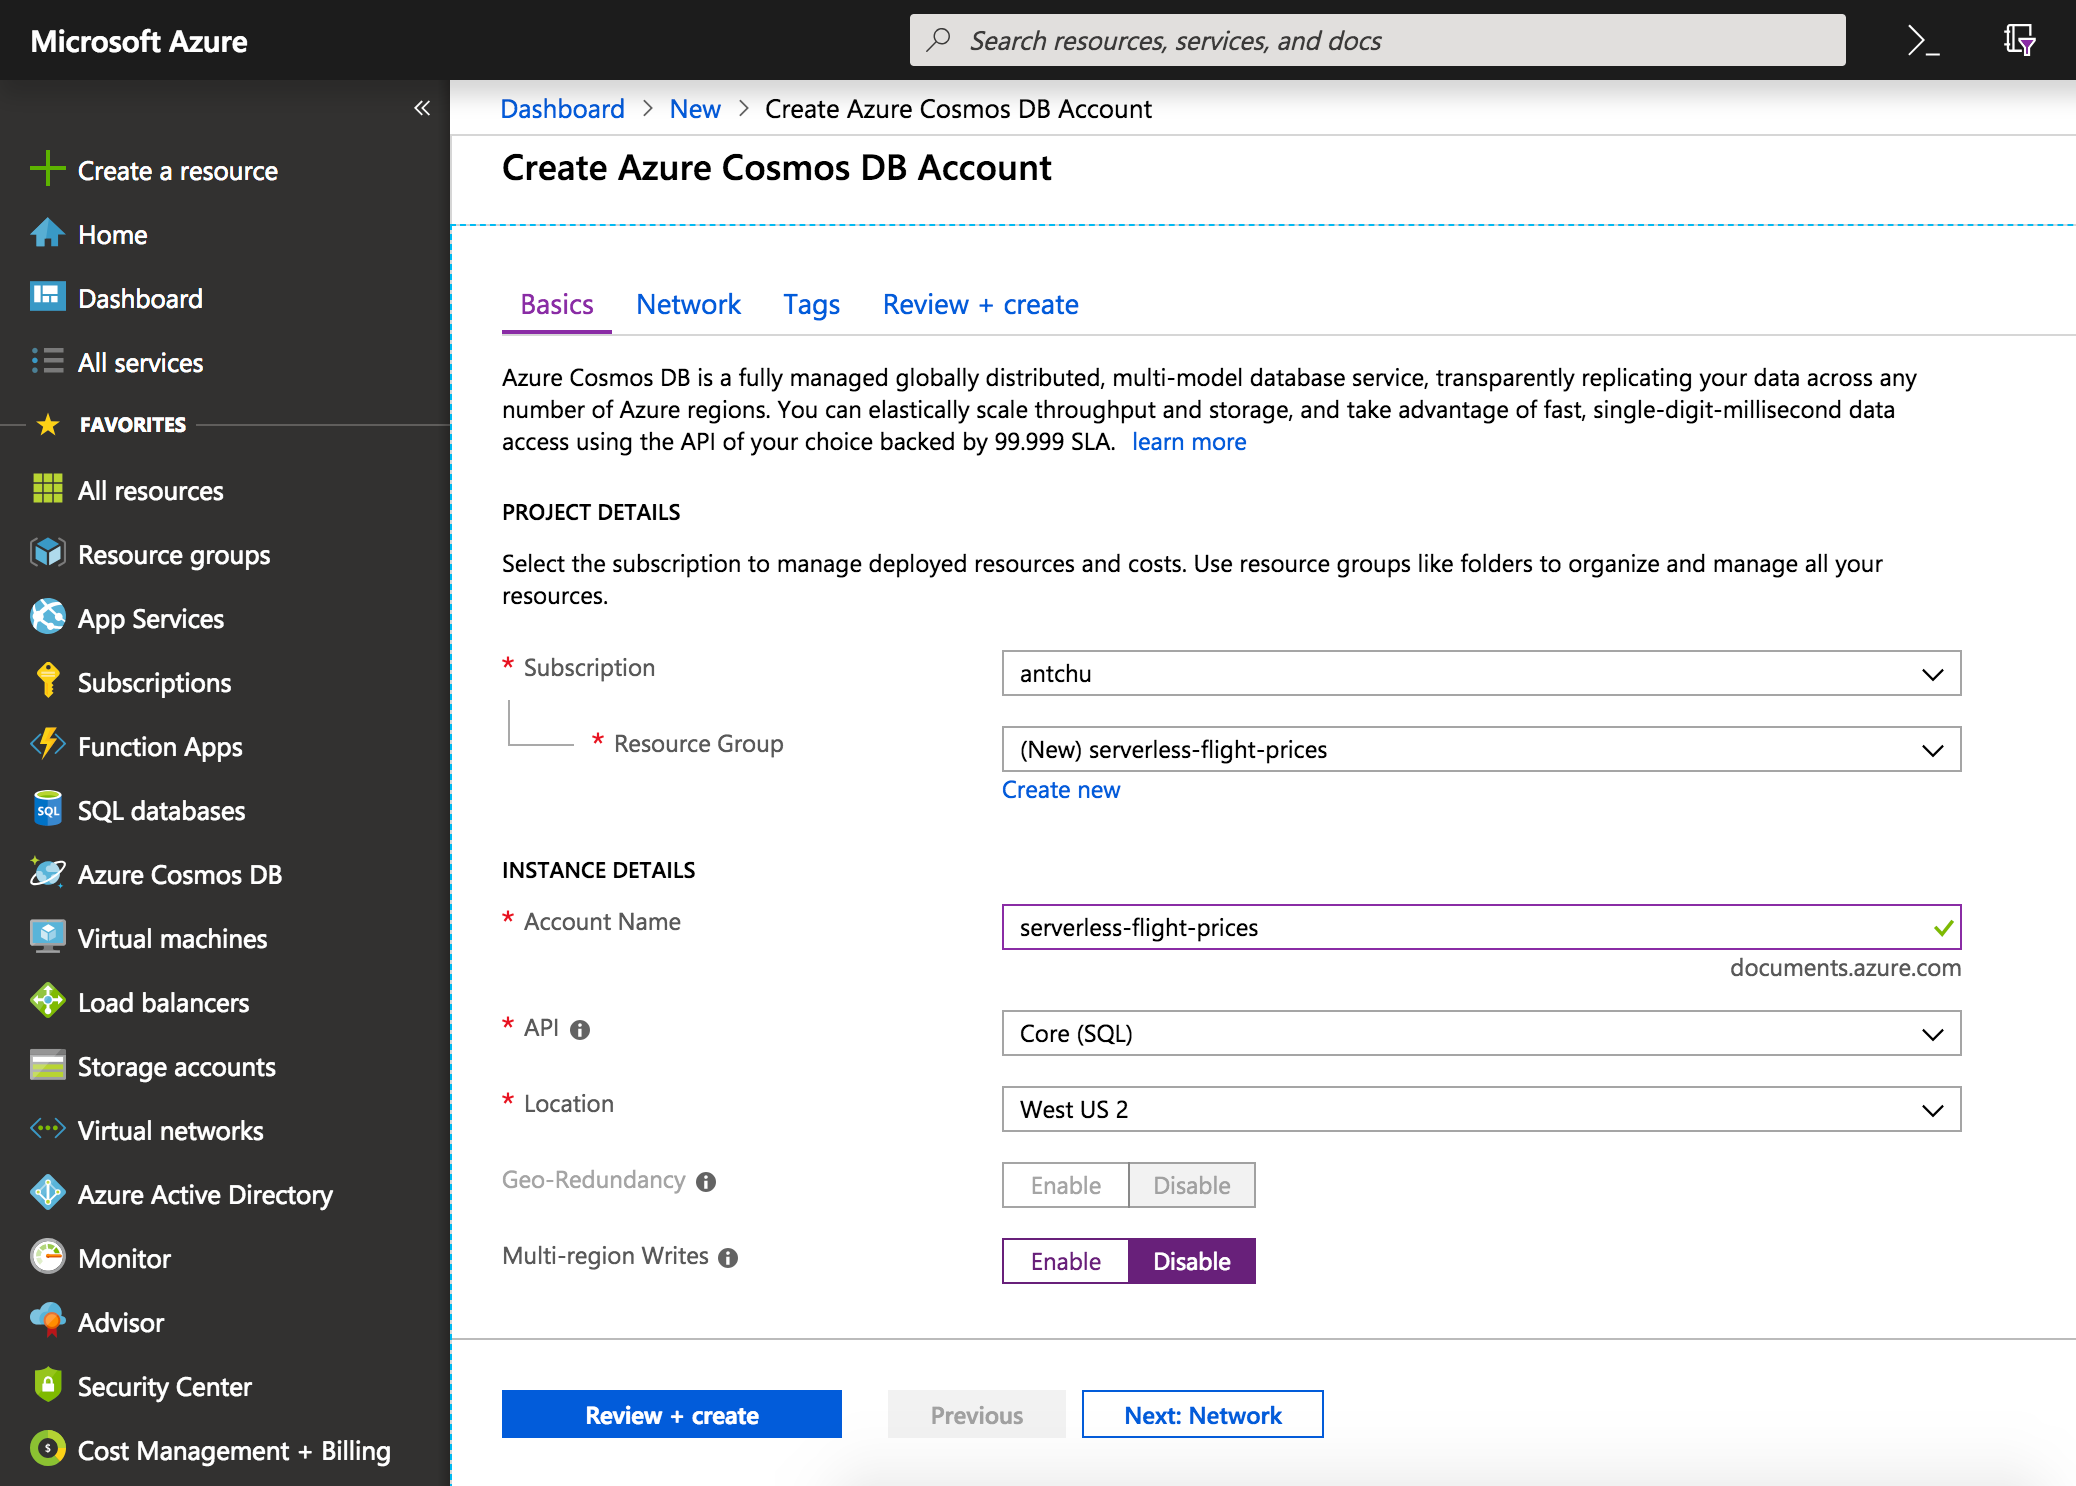 Microsoft Azure
Search resources, services, and docs
Create a resource
Home
Dashboard
All services
FAVORITES
All resources
Resource groups
App Services
Subscriptions
Function Apps
SQL
SQL databases
Azure Cosmos DB
Virtual machines
Load balancers
Storage accounts
Virtual networks
Azure Active Directory
Monitor
Advisor
Security Center
$
Cost Management + Billing
Dashboard > New > Create Azure Cosmos DB Account
Create Azure Cosmos DB Account
Basics Network Tags Review + create
Azure Cosmos DB is a fully managed globally distributed, multi-model database service, transparently replicating your data across any
number of Azure regions. You can elastically scale throughput and storage, and take advantage of fast, single-digit-millisecond data
access using the API of your choice backed by 99.999 SLA. learn more
PROJECT DETAILS
Select the subscription to manage deployed resources and costs. Use resource groups like folders to organize and manage all your
resources.
* Subscription
antchu
* Resource Group
(New) serverless-flight-prices
Create new
INSTANCE DETAILS
* Account Name
serverless-flight-prices
documents.azure.com
* API
Core (SQL)
* Location
West US 2
Geo-Redundancy
Enable Disable
Multi-region Writes
Enable Disable
Review + create
Previous
Next: Network